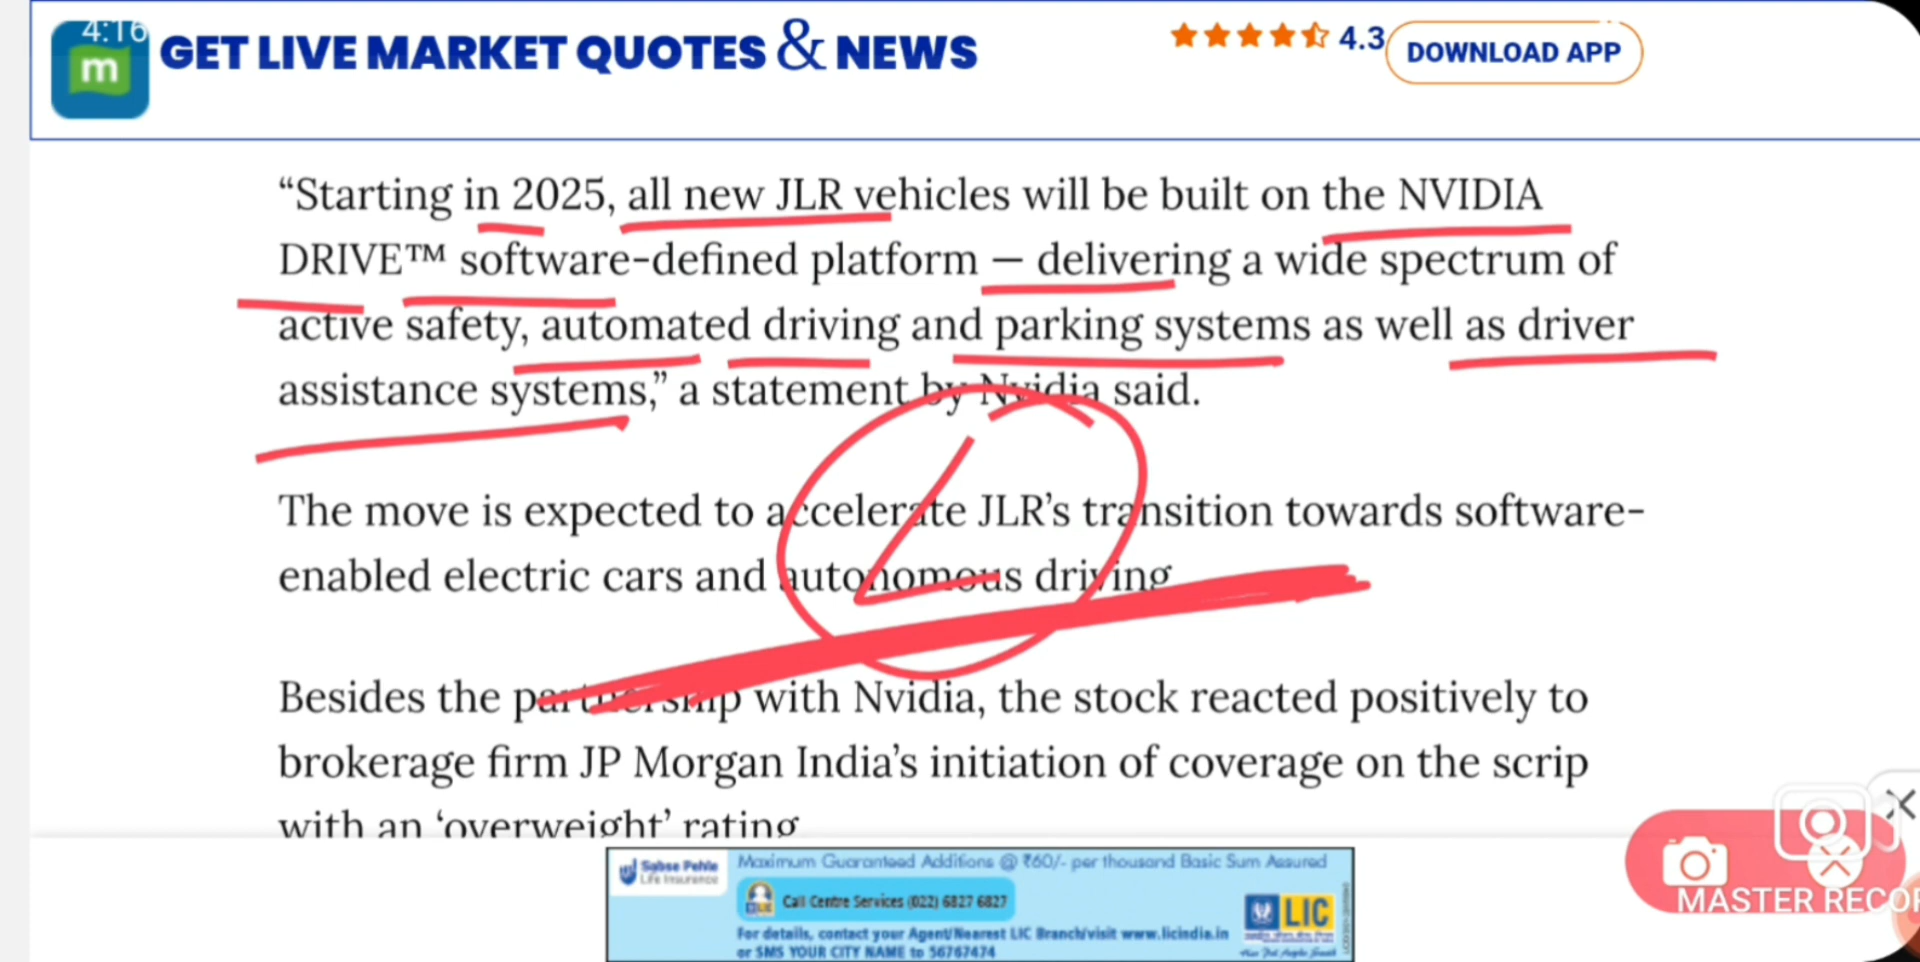 4:16
m
GET LIVE MARKET QUOTES & NEWS
4.3
DOWNLOAD APP
“Starting in 2025, all new JLR vehicles will be built on the NVIDIA
DRIVE™ software-defined platform — delivering a wide spectrum of
active safety, automated driving and parking systems as well as driver
assistance systems,” a statement by Nvidia said.
The move is expected to accelerate JLR’s transition towards software-
enabled electric cars and autonomous driving
Besides the partnership with Nvidia, the stock reacted positively to
brokerage firm JP Morgan India’s initiation of coverage on the scrip
with an ‘overweight’ rating
Sabse Pehle
Life Insurance
Maximum Guaranteed Additions @ ₹60/- per thousand Basic Sum Assured
Call Centre Services (022) 6827 6827
For details, contact your Agent/Nearest LIC Branch/visit www.licindia.in
or SMS YOUR CITY NAME to 56767474
LIC
MASTER RECOR